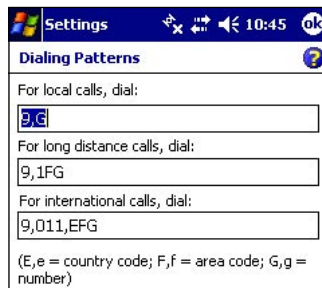 Settings 10:45 ok
Dialing Patterns ?
For local calls, dial:
9,G
For long distance calls, dial:
9,1FG
For international calls, dial:
9,011,EFG
(E,e = country code; F,f = area code; G,g =
number)